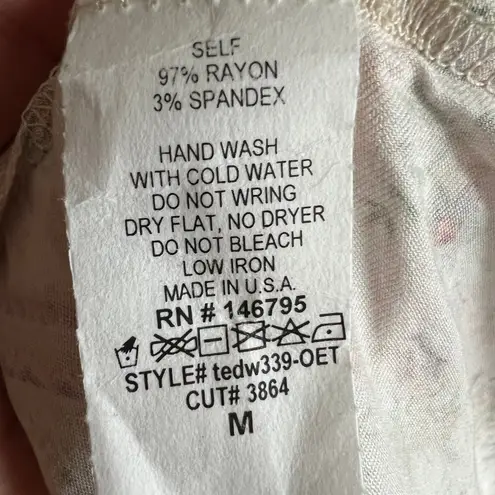 SELF
97% RAYON
3% SPANDEX
HAND WASH
WITH COLD WATER
DO NOT WRING
DRY FLAT, NO DRYER
DO NOT BLEACH
LOW IRON
MADE IN U.S.A.
RN # 146795
STYLE# tedw339-OET
CUT# 3864
M